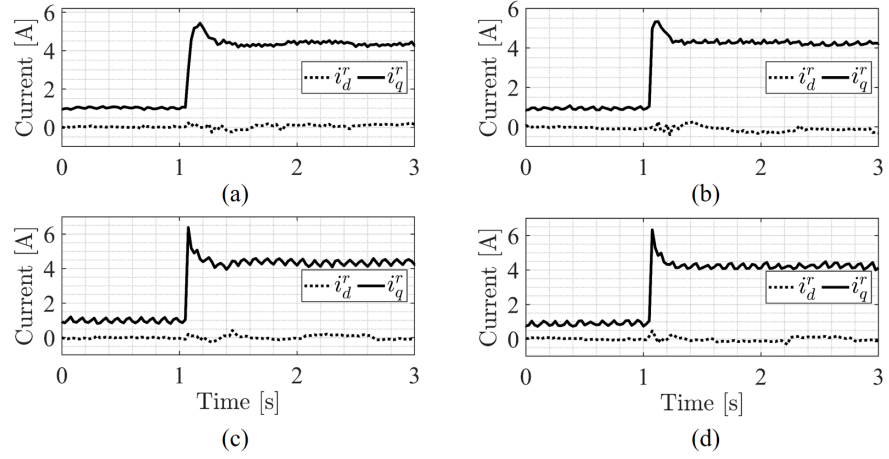 Current [A]
6
4
2
0
i_d^r i_q^r
0 1 2 3
(a)
Current [A]
6
4
2
0
i_d^r i_q^r
0 1 2 3
(b)
Current [A]
6
4
2
0
i_d^r i_q^r
0 1 2 3
Time [s]
(c)
Current [A]
6
4
2
0
i_d^r i_q^r
0 1 2 3
Time [s]
(d)